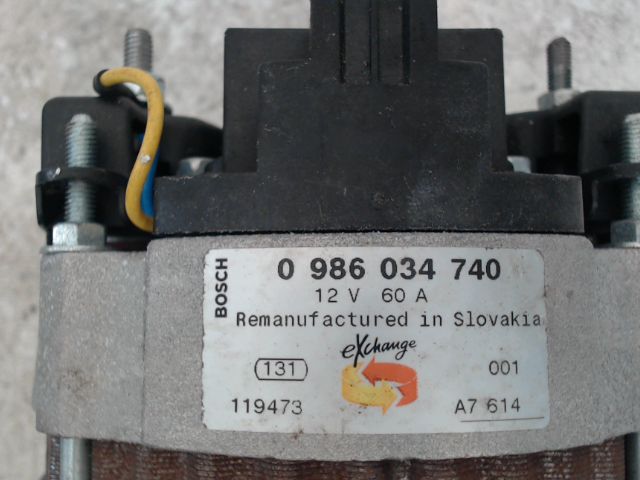 BOSCH
0 986 034 740
12 V 60 A
Remanufactured in Slovakia
eXchange
131
001
119473
A7 614